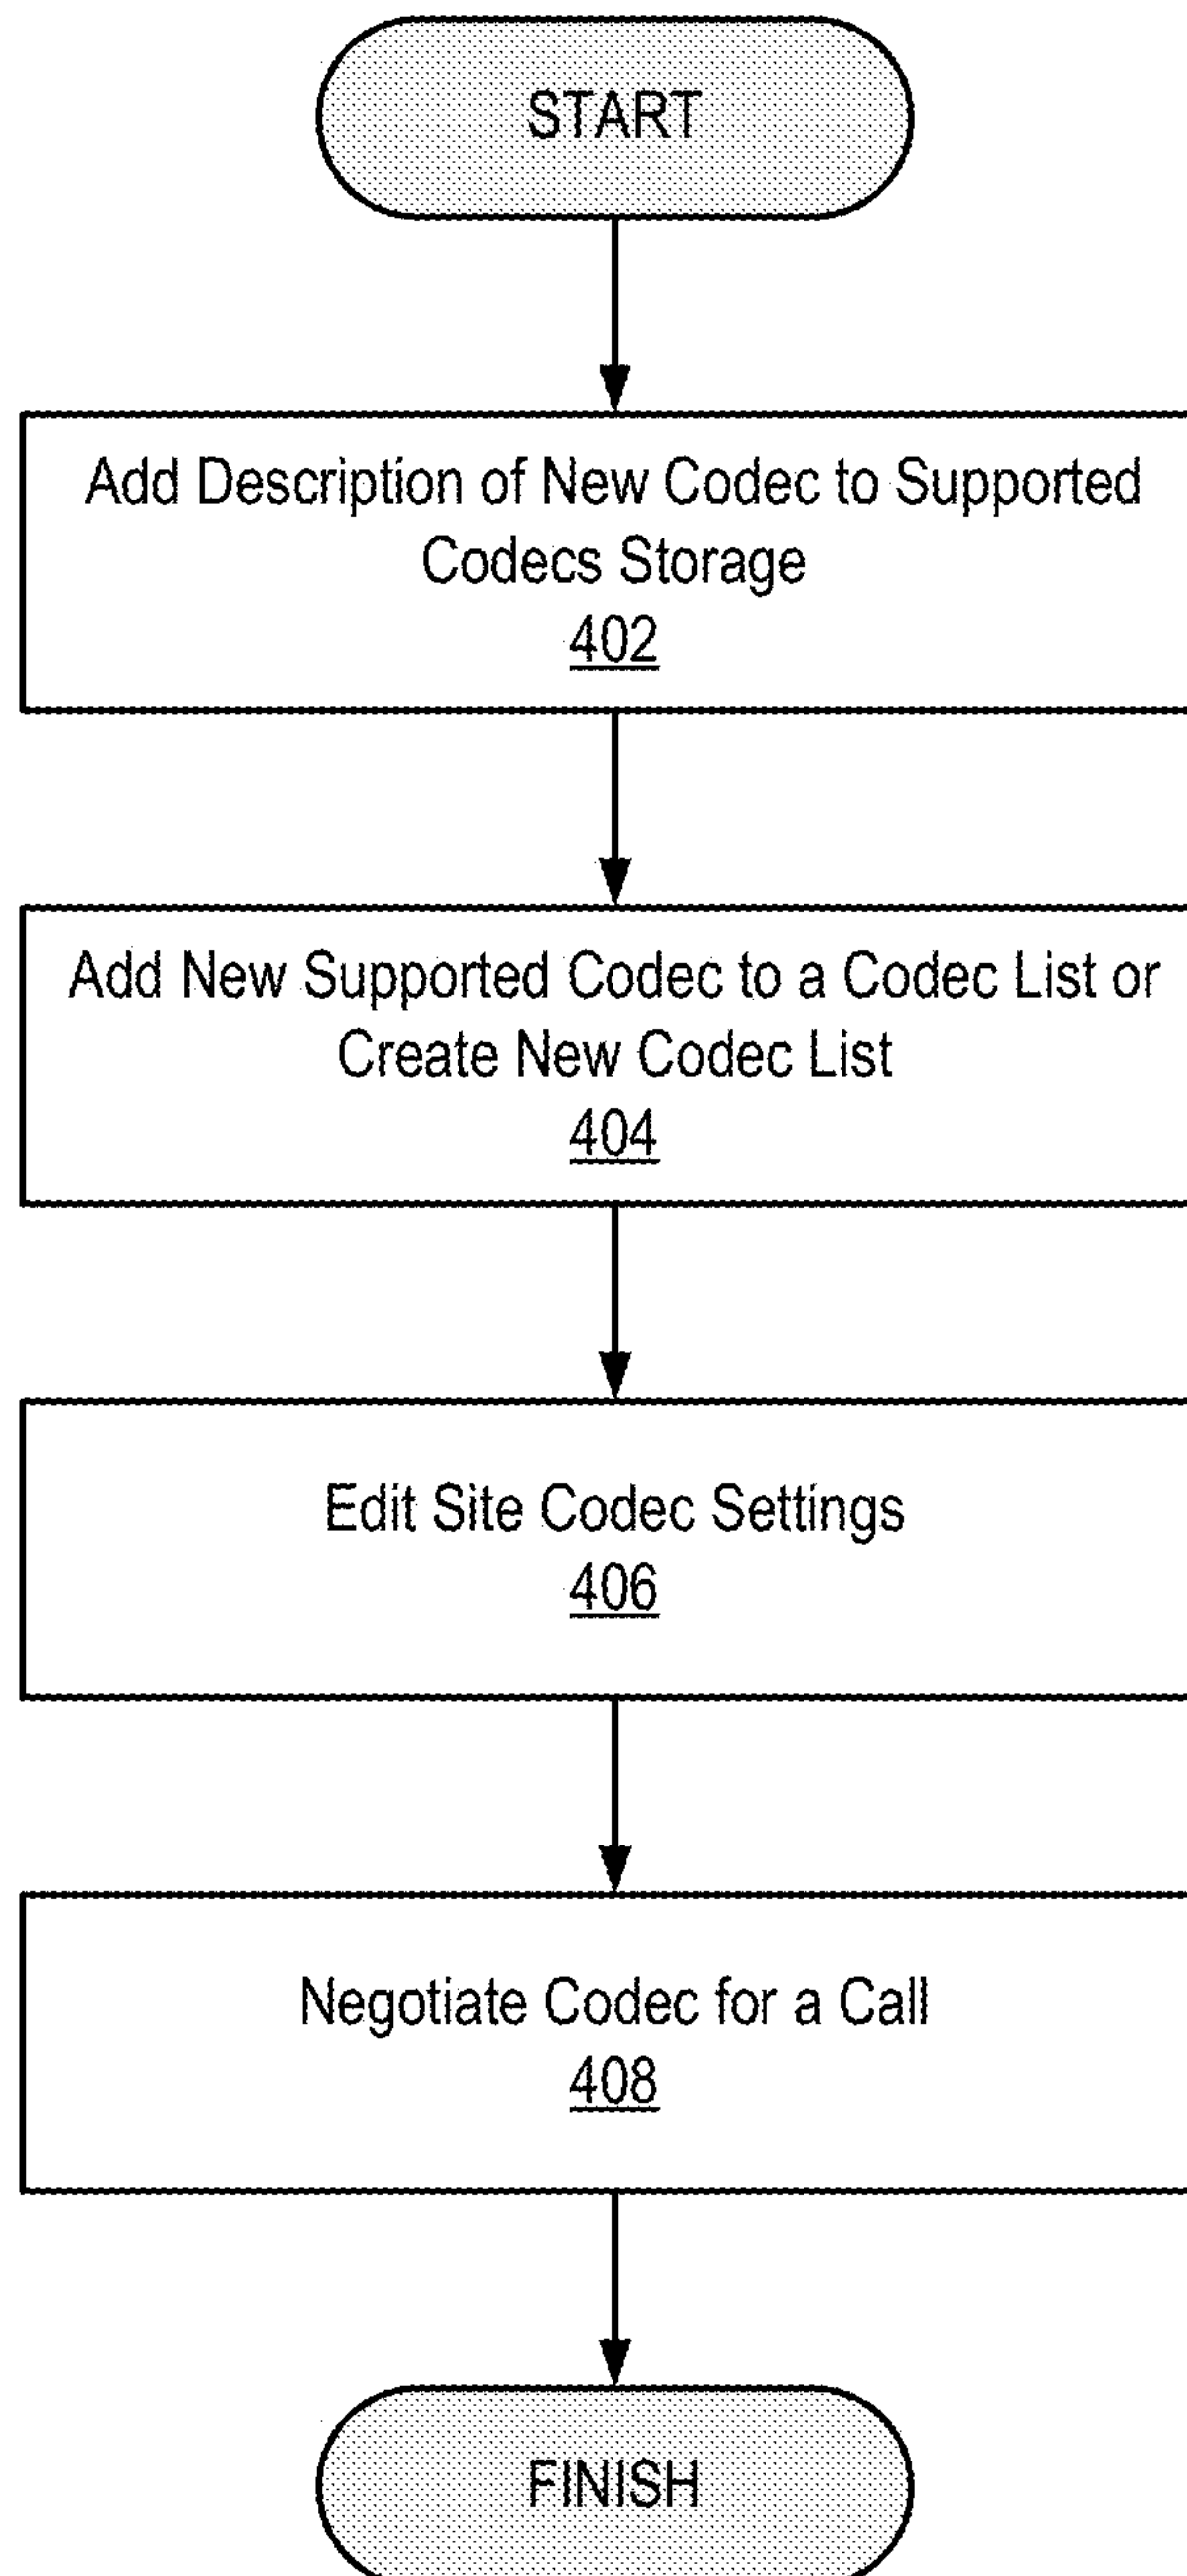 START
Add Description of New Codec to Supported
Codecs Storage
402
Add New Supported Codec to a Codec List or
Create New Codec List
404
Edit Site Codec Settings
406
Negotiate Codec for a Call
408
FINISH